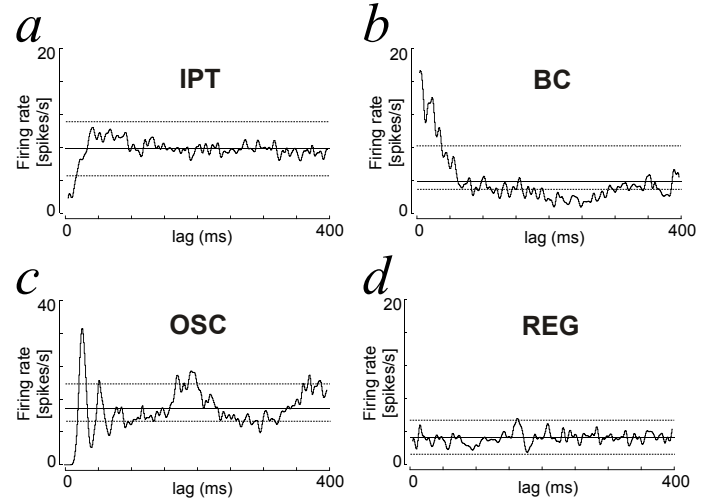 a
IPT
20
0
Firing rate
[spikes/s]
0
400
lag (ms)
b
BC
20
0
Firing rate
[spikes/s]
0
400
lag (ms)
c
OSC
40
0
Firing rate
[spikes/s]
0
400
lag (ms)
d
REG
20
0
Firing rate
[spikes/s]
0
400
lag (ms)